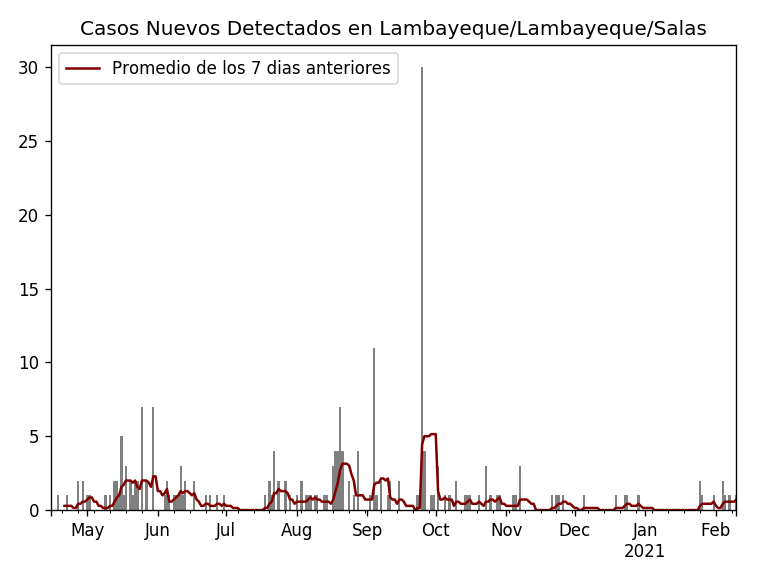 Casos Nuevos Detectados en Lambayeque/Lambayeque/Salas
Promedio de los 7 dias anteriores
30
25
20
15
10
5
0
May Jun Jul Aug Sep Oct Nov Dec Jan Feb
2021